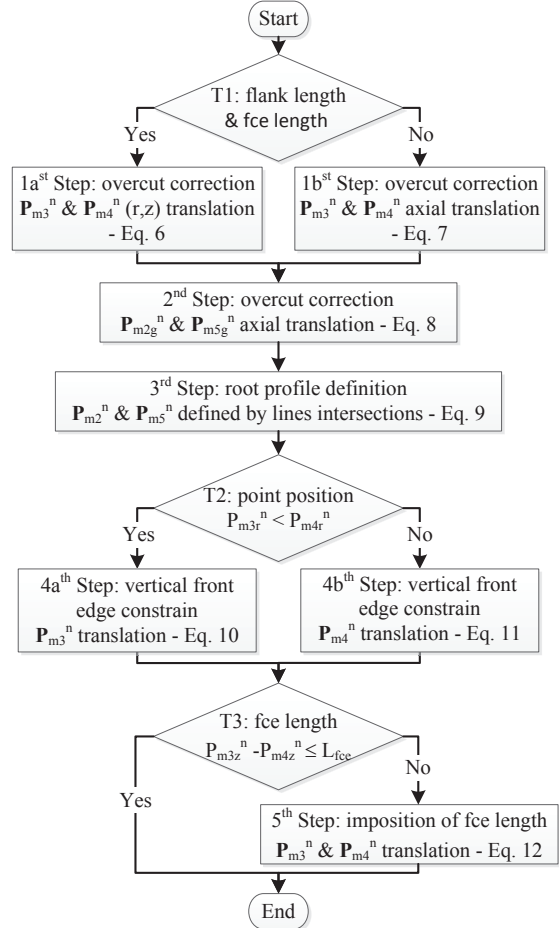 Start
T1: flank length
& fce length
Yes
No
1a^st Step: overcut correction
P_m3^n & P_m4^n (r,z) translation
- Eq. 6
1b^st Step: overcut correction
P_m3^n & P_m4^n axial translation
- Eq. 7
2^nd Step: overcut correction
P_m2g^n & P_m5g^n axial translation - Eq. 8
3^rd Step: root profile definition
P_m2^n & P_m5^n defined by lines intersections - Eq. 9
T2: point position
P_m3r^n < P_m4r^n
Yes
No
4a^th Step: vertical front
edge constrain
P_m3^n translation - Eq. 10
4b^th Step: vertical front
edge constrain
P_m4^n translation - Eq. 11
T3: fce length
P_m3z^n -P_m4z^n ≤ L_fce
Yes
No
5^th Step: imposition of fce length
P_m3^n & P_m4^n translation - Eq. 12
End